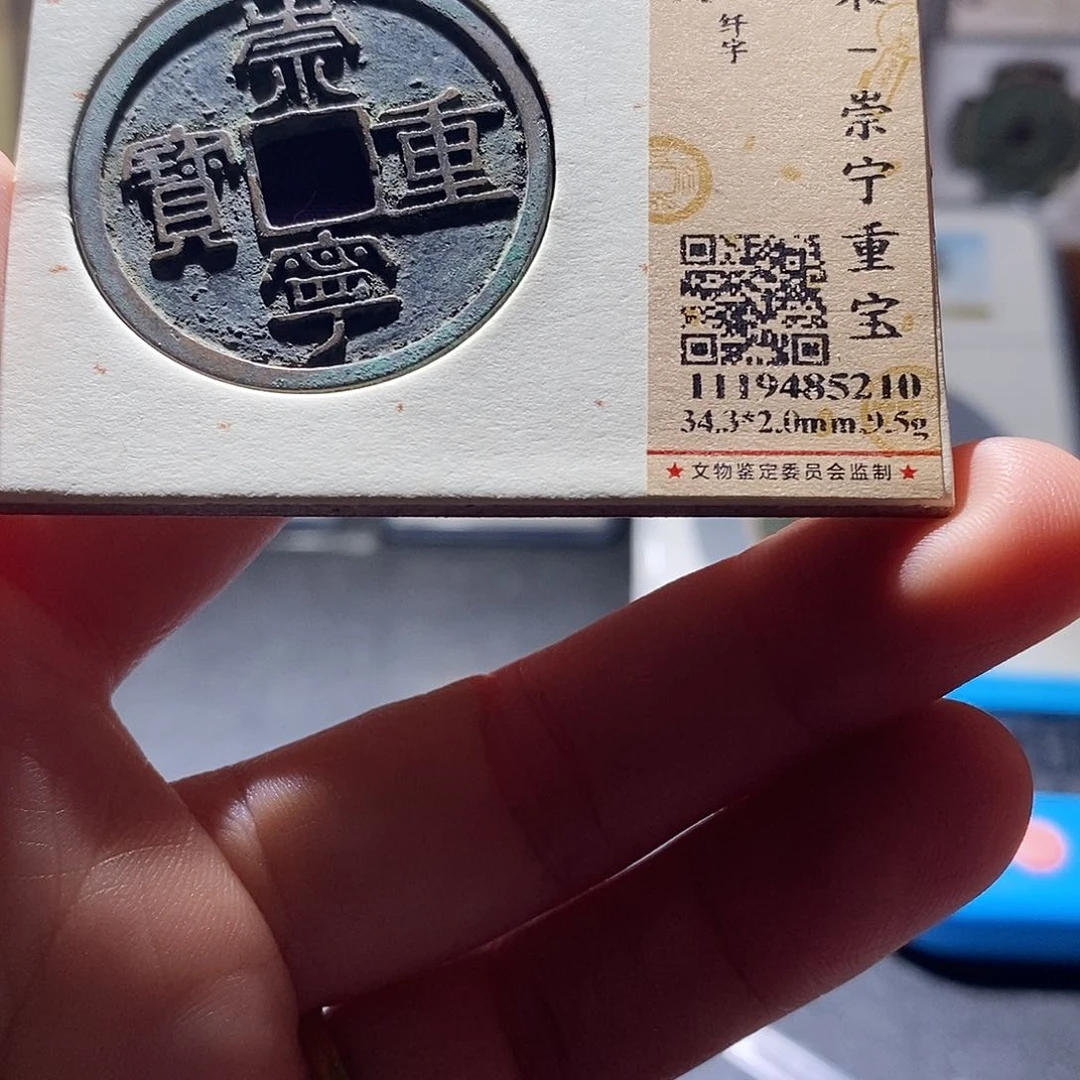 崇
寧
重
寶
一崇宁重宝
纤字
1119485210
34.3*2.0mm.9.5g
★文物鉴定委员会监制★